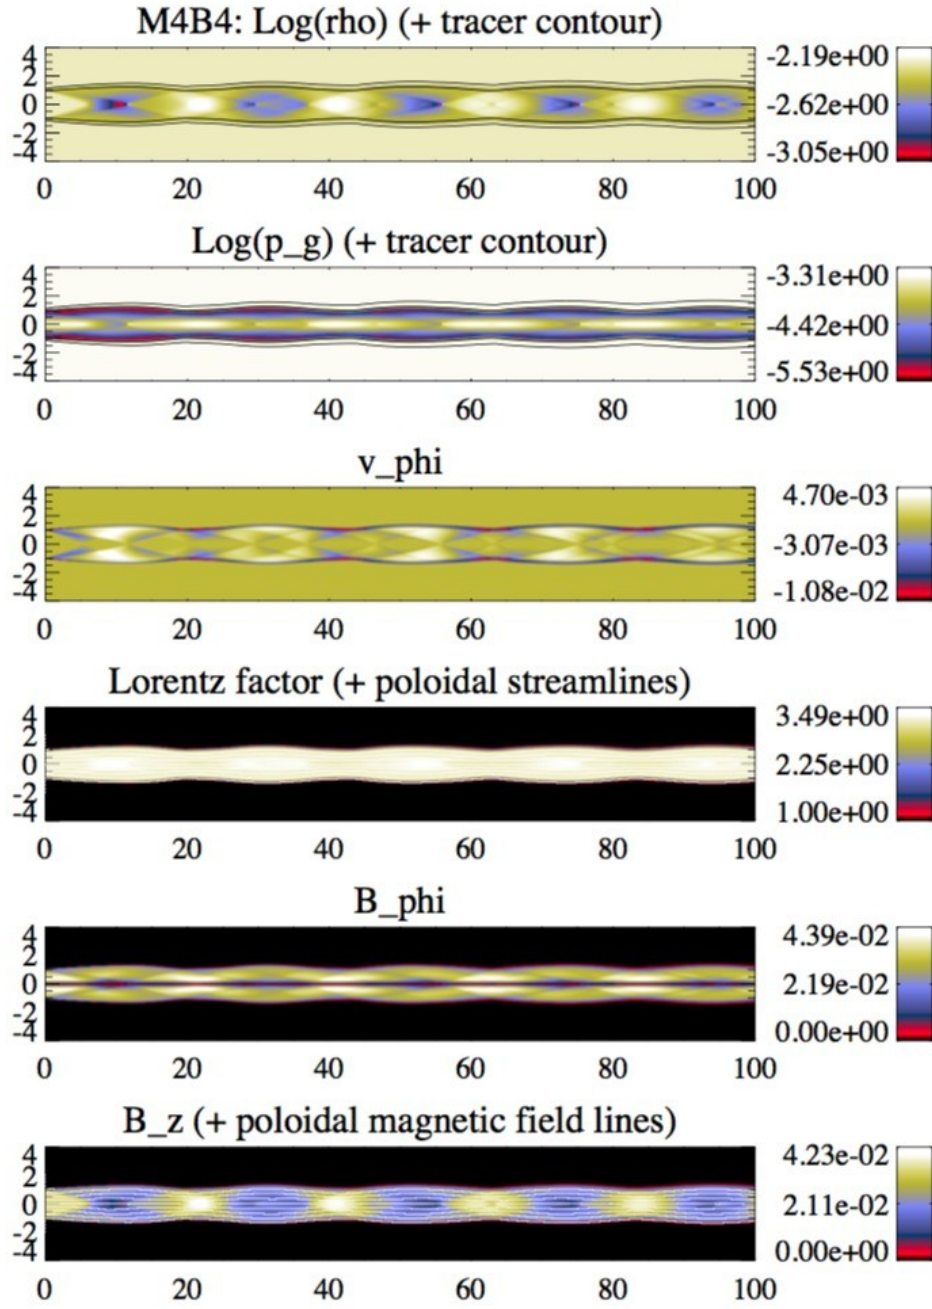 M4B4: Log(rho) (+ tracer contour)
4
2
0
-2
-4
0 20 40 60 80 100
-2.19e+00
-2.62e+00
-3.05e+00
Log(p_g) (+ tracer contour)
4
2
0
-2
-4
0 20 40 60 80 100
-3.31e+00
-4.42e+00
-5.53e+00
v_phi
4
2
0
-2
-4
0 20 40 60 80 100
4.70e-03
-3.07e-03
-1.08e-02
Lorentz factor (+ poloidal streamlines)
4
2
0
-2
-4
0 20 40 60 80 100
3.49e+00
2.25e+00
1.00e+00
B_phi
4
2
0
-2
-4
0 20 40 60 80 100
4.39e-02
2.19e-02
0.00e+00
B_z (+ poloidal magnetic field lines)
4
2
0
-2
-4
0 20 40 60 80 100
4.23e-02
2.11e-02
0.00e+00